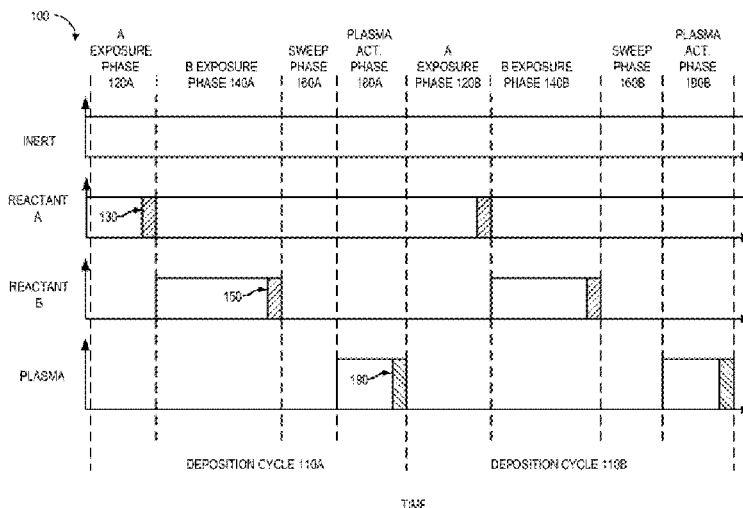 100
A EXPOSURE PHASE 120A
B EXPOSURE PHASE 140A
SWEEP PHASE 160A
PLASMA ACT. PHASE 180A
A EXPOSURE PHASE 120B
B EXPOSURE PHASE 140B
SWEEP PHASE 160B
PLASMA ACT. PHASE 180B
INERT
REACTANT A
130
REACTANT B
150
PLASMA
190
DEPOSITION CYCLE 110A
DEPOSITION CYCLE 110B
TIME